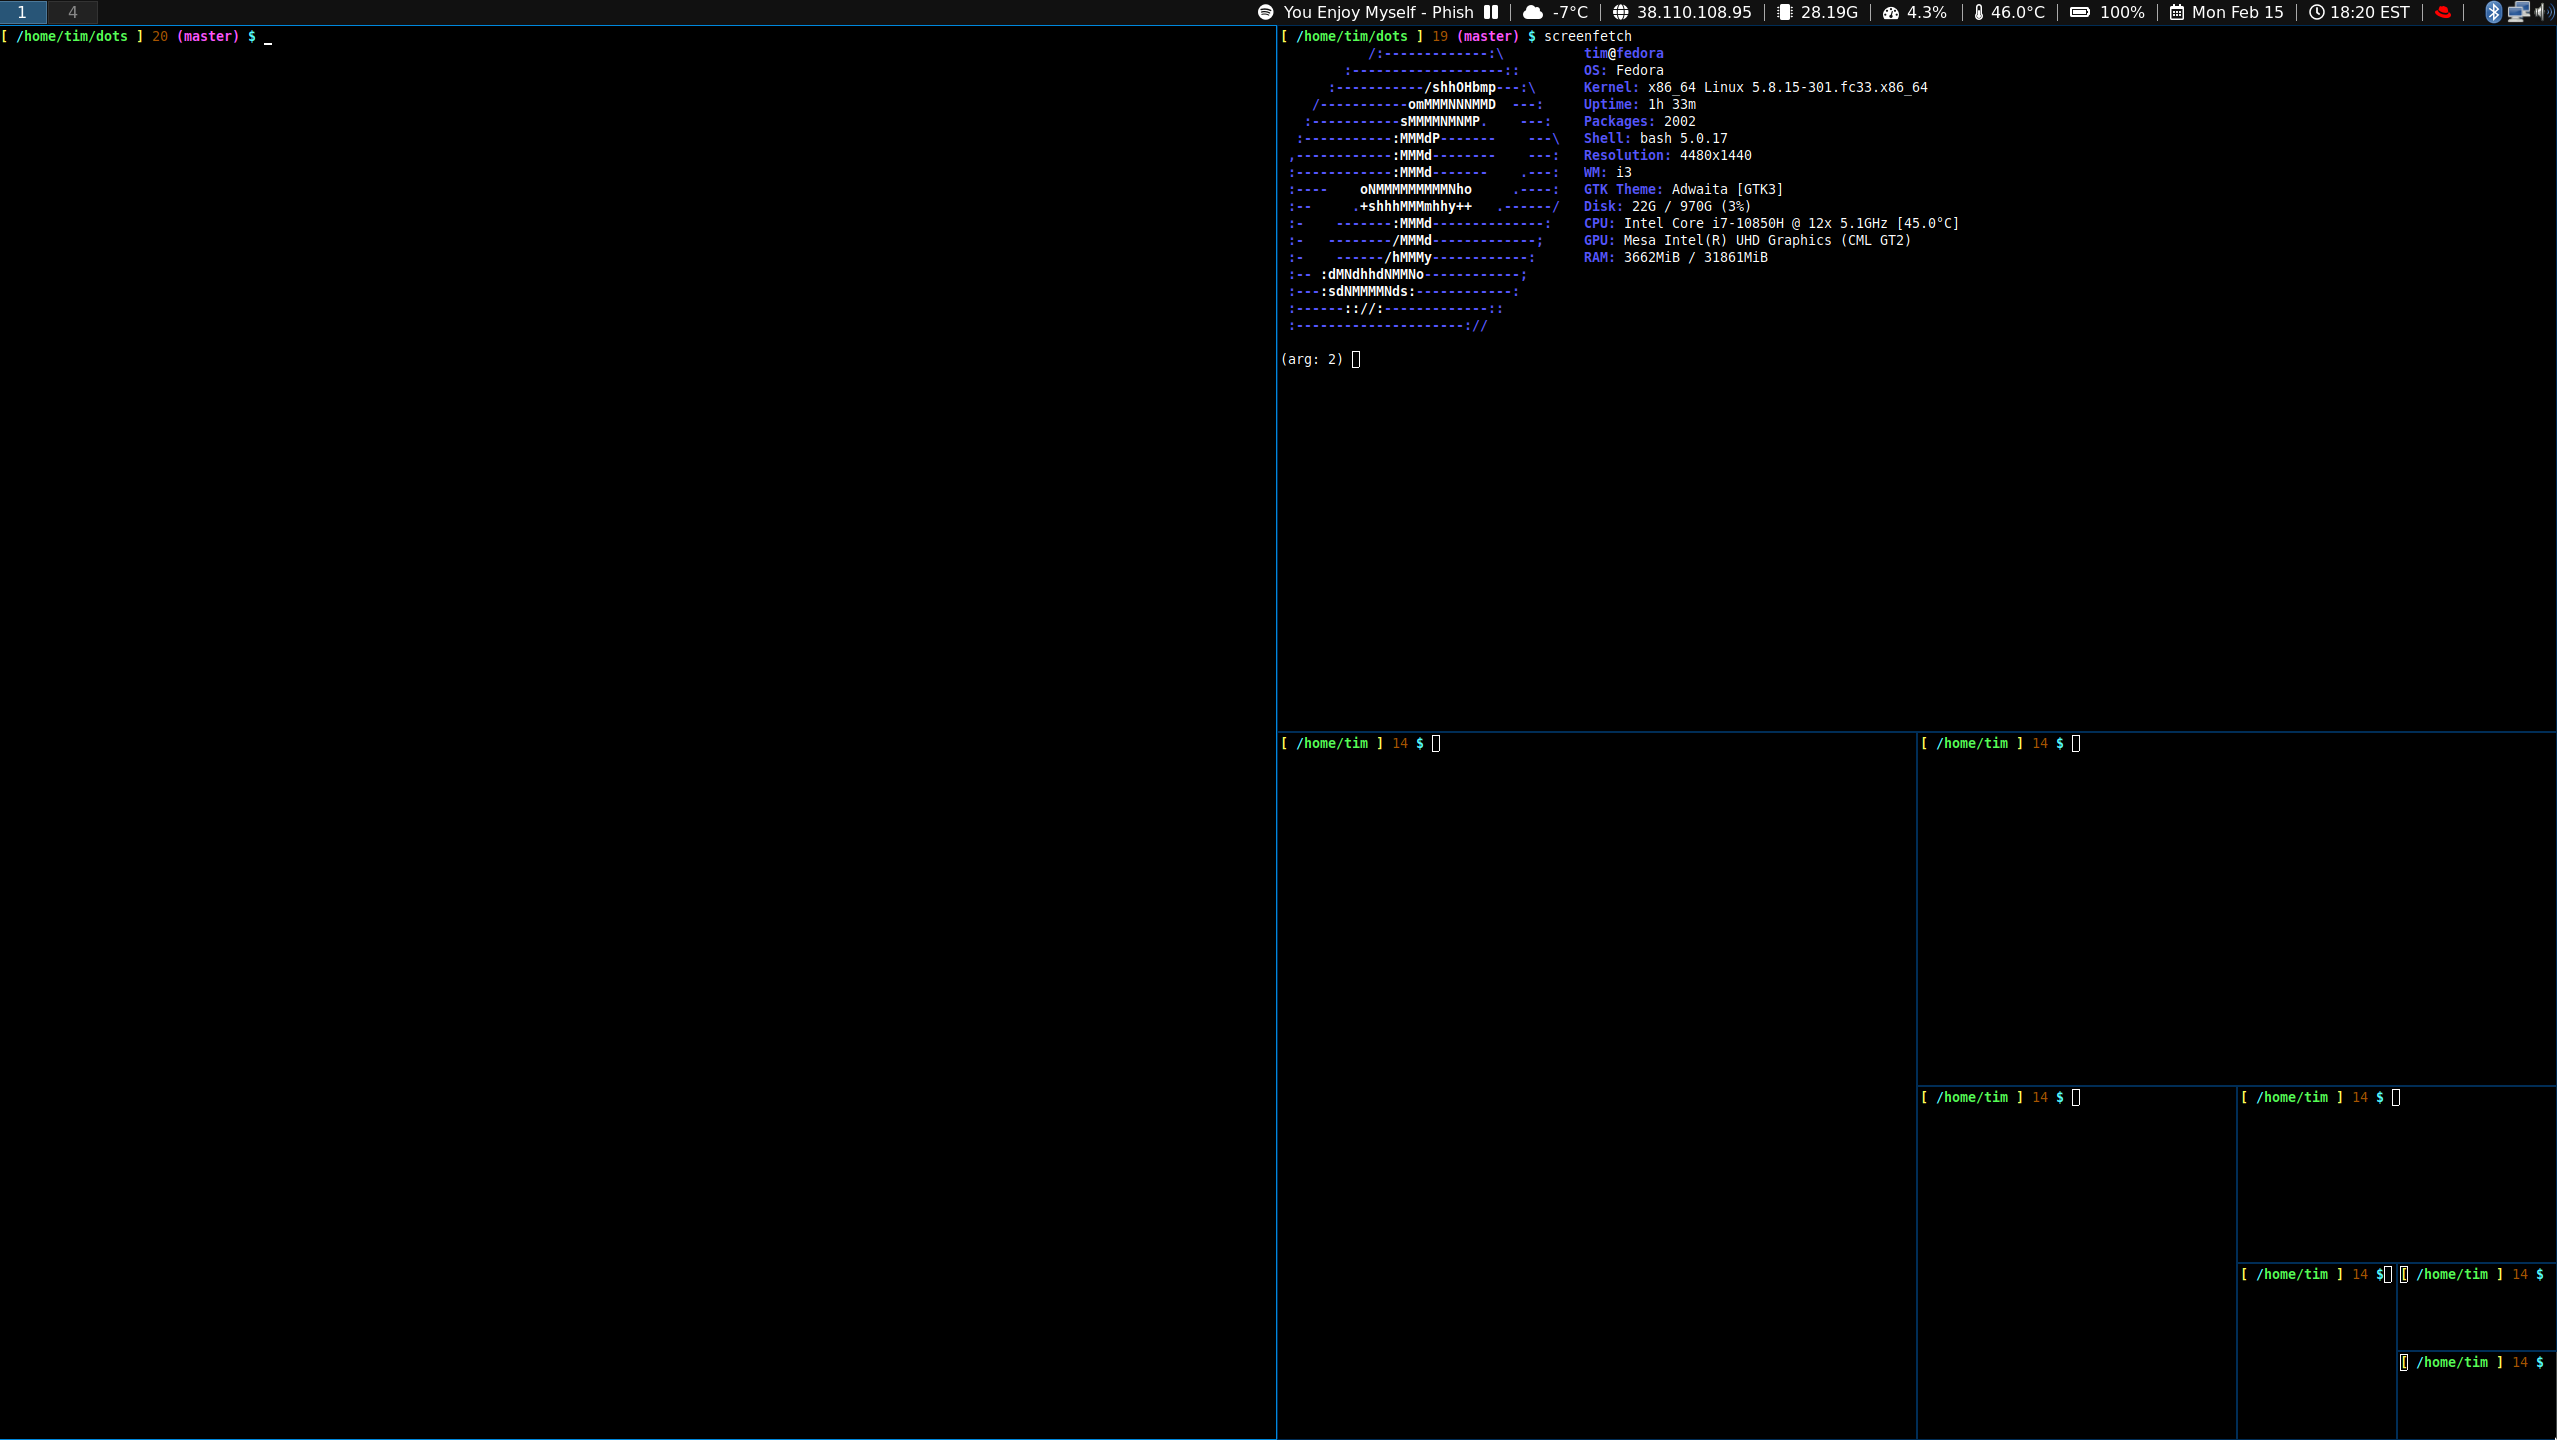 1 4 You Enjoy Myself - Phish -7°C 38.110.108.95 28.19G 4.3% 46.0°C 100% Mon Feb 15 18:20 EST
[ /home/tim/dots ] 20 (master) $ _
[ /home/tim/dots ] 19 (master) $ screenfetch
/:-------------:\ tim@fedora
:-------------------:: OS: Fedora
:-----------/shhOHbmp---:\ Kernel: x86_64 Linux 5.8.15-301.fc33.x86_64
/-----------omMMMNNNMMD ---: Uptime: 1h 33m
:-----------sMMMMNMNMP. ---: Packages: 2002
:-----------:MMMdP------- ---\ Shell: bash 5.0.17
,------------:MMMd-------- ---: Resolution: 4480x1440
:------------:MMMd------- .---: WM: i3
:---- oNMMMMMMMMMNho .----: GTK Theme: Adwaita [GTK3]
:-- .+shhhMMMmhhy++ .------/ Disk: 22G / 970G (3%)
:- -------:MMMd--------------: CPU: Intel Core i7-10850H @ 12x 5.1GHz [45.0°C]
:- --------/MMMd-------------; GPU: Mesa Intel(R) UHD Graphics (CML GT2)
:- ------/hMMMy------------: RAM: 3662MiB / 31861MiB
:-- :dMNdhhdNMMNo------------;
:---:sdNMMMMNds:------------:
:------:://:-------------::
:---------------------://
(arg: 2)
[ /home/tim ] 14 $
[ /home/tim ] 14 $
[ /home/tim ] 14 $
[ /home/tim ] 14 $
[ /home/tim ] 14 $
[ /home/tim ] 14 $
[ /home/tim ] 14 $